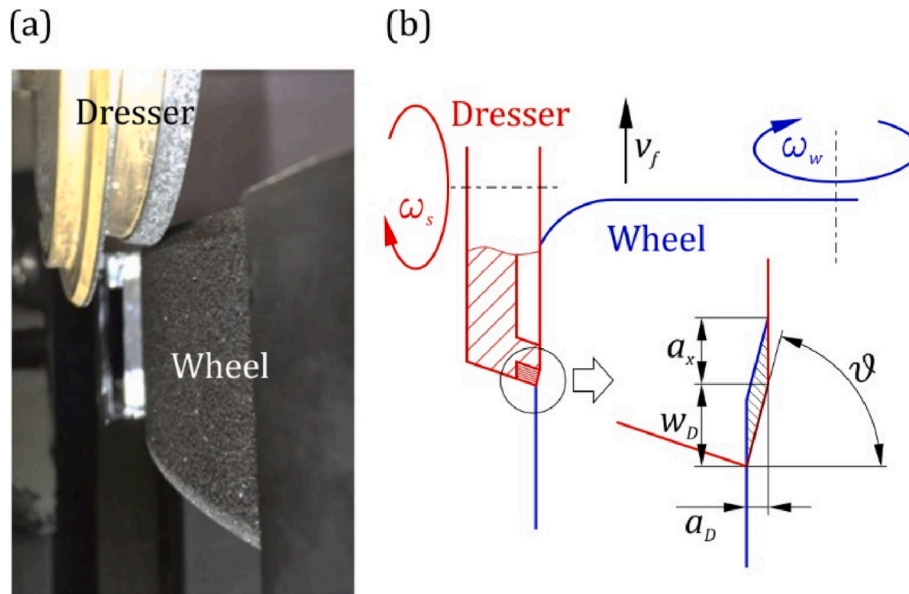 (a)
Dresser
Wheel
(b)
Dresser
ω_s
v_f
ω_w
Wheel
a_x
w_D
a_D
ϑ